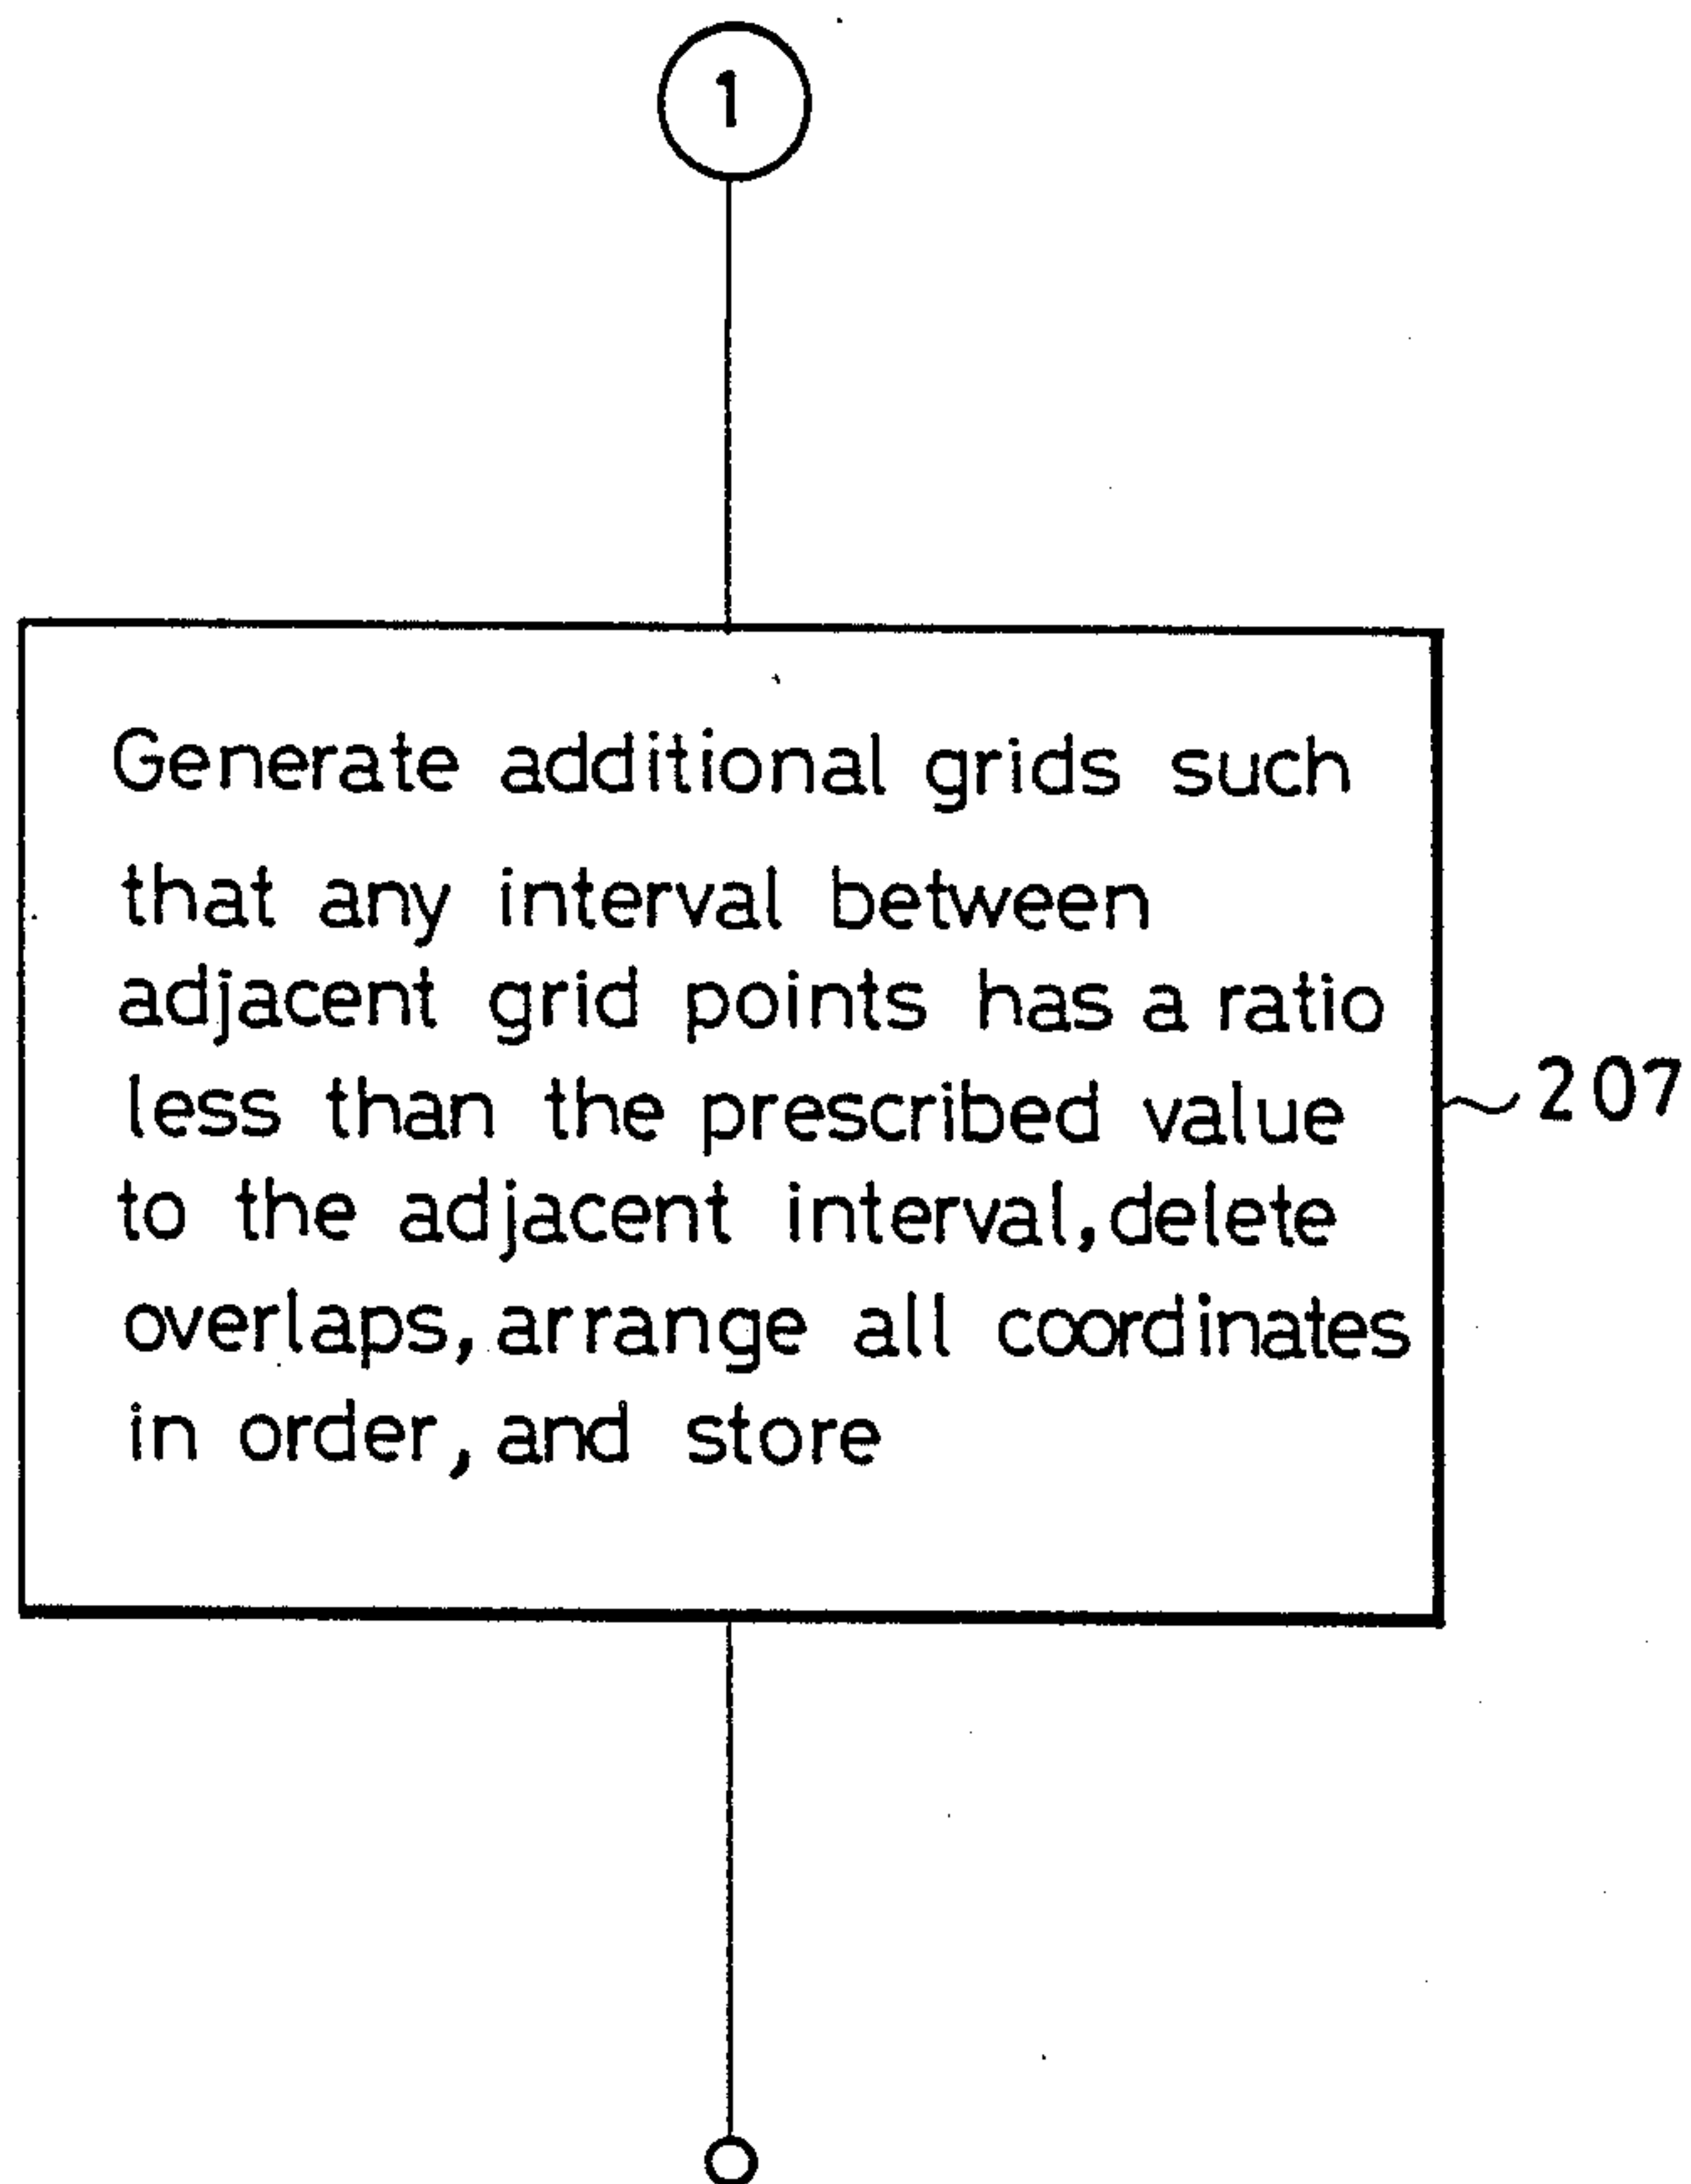 1
Generate additional grids such
that any interval between
adjacent grid points has a ratio
less than the prescribed value
to the adjacent interval, delete
overlaps, arrange all coordinates
in order, and store
207